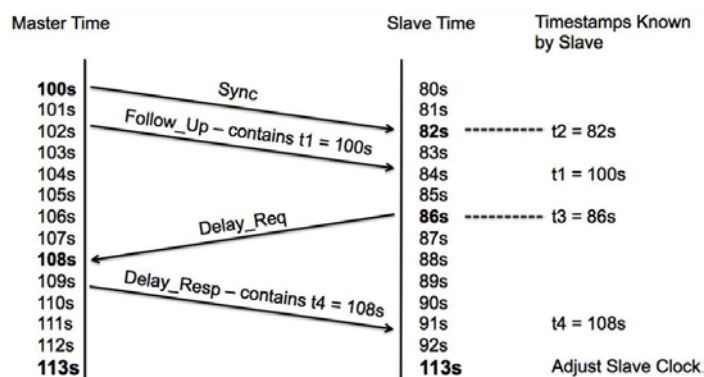 Master Time
Slave Time
Timestamps Known
by Slave
100s
Sync
80s
101s
81s
102s
Follow_Up – contains t1 = 100s
82s
t2 = 82s
103s
83s
104s
84s
t1 = 100s
105s
85s
106s
86s
t3 = 86s
Delay_Req
107s
87s
108s
88s
109s
Delay_Resp – contains t4 = 108s
89s
110s
90s
111s
91s
t4 = 108s
112s
92s
113s
113s
Adjust Slave Clock